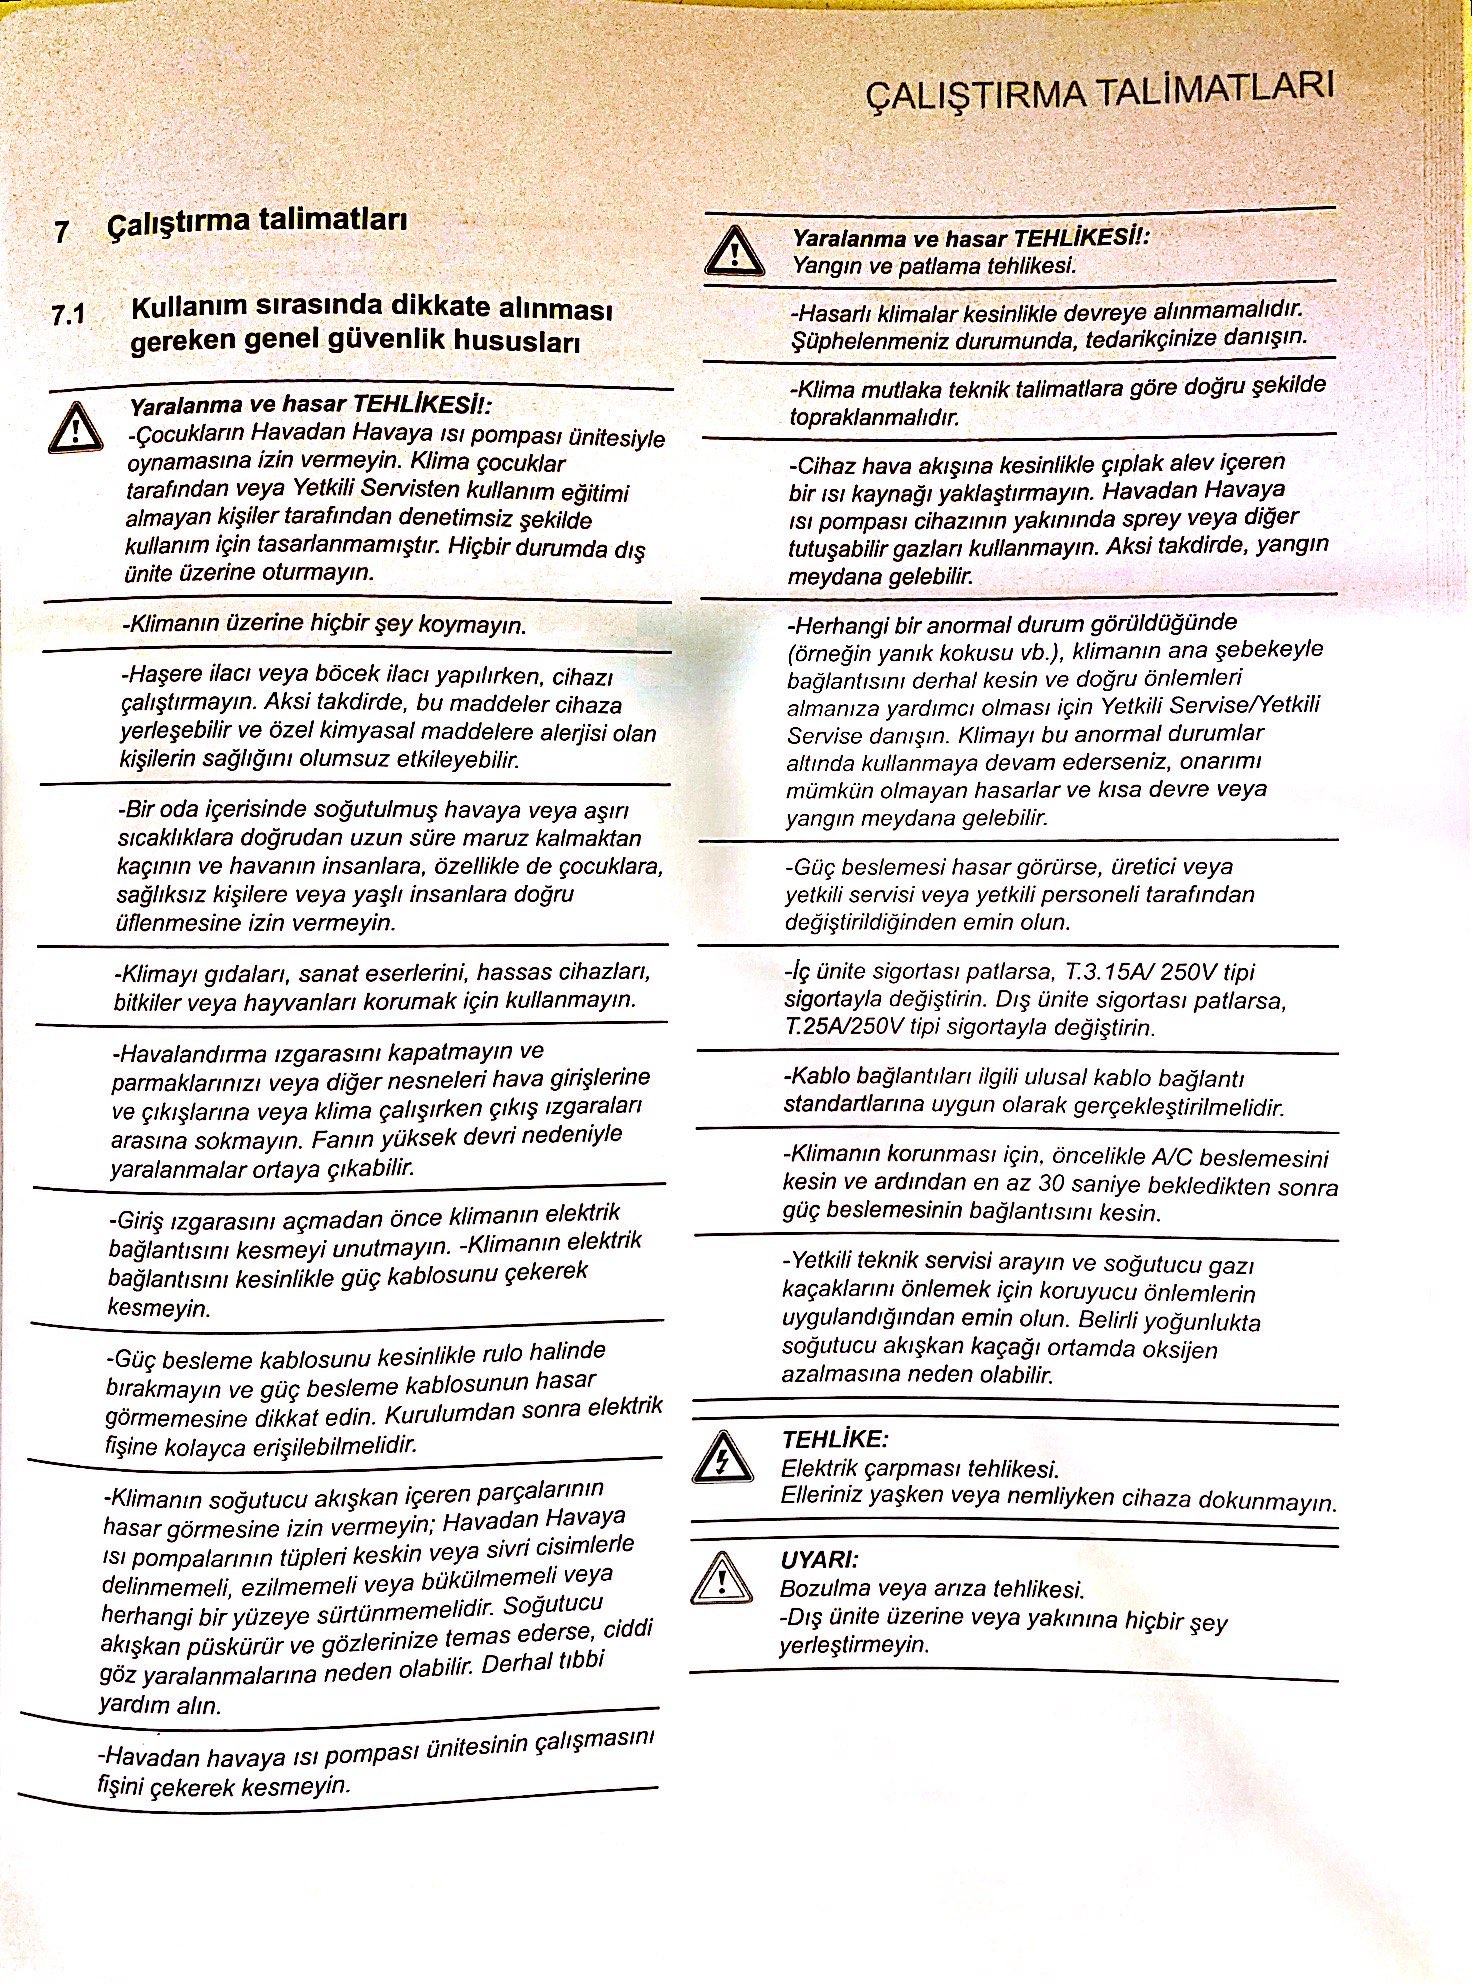 ÇALIŞTIRMA TALİMATLARI
7 Çalıştırma talimatları
7.1 Kullanım sırasında dikkate alınması
gereken genel güvenlik hususları
Yaralanma ve hasar TEHLİKESİ!:
-Çocukların Havadan Havaya ısı pompası ünitesiyle
oynamasına izin vermeyin. Klima çocuklar
tarafından veya Yetkili Servisten kullanım eğitimi
almayan kişiler tarafından denetimsiz şekilde
kullanım için tasarlanmamıştır. Hiçbir durumda dış
ünite üzerine oturmayın.
-Klimanın üzerine hiçbir şey koymayın.
-Haşere ilacı veya böcek ilacı yapılırken, cihazı
çalıştırmayın. Aksi takdirde, bu maddeler cihaza
yerleşebilir ve özel kimyasal maddelere alerjisi olan
kişilerin sağlığını olumsuz etkileyebilir.
-Bir oda içerisinde soğutulmuş havaya veya aşırı
sıcaklıklara doğrudan uzun süre maruz kalmaktan
kaçının ve havanın insanlara, özellikle de çocuklara,
sağlıksız kişilere veya yaşlı insanlara doğru
üflenmesine izin vermeyin.
-Klimayı gıdaları, sanat eserlerini, hassas cihazları,
bitkiler veya hayvanları korumak için kullanmayın.
-Havalandırma ızgarasını kapatmayın ve
parmaklarınızı veya diğer nesneleri hava girişlerine
ve çıkışlarına veya klima çalışırken çıkış ızgaraları
arasına sokmayın. Fanın yüksek devri nedeniyle
yaralanmalar ortaya çıkabilir.
-Giriş ızgarasını açmadan önce klimanın elektrik
bağlantısını kesmeyi unutmayın. -Klimanın elektrik
bağlantısını kesinlikle güç kablosunu çekerek
kesmeyin.
-Güç besleme kablosunu kesinlikle rulo halinde
bırakmayın ve güç besleme kablosunun hasar
görmemesine dikkat edin. Kurulumdan sonra elektrik
fişine kolayca erişilebilmelidir.
-Klimanın soğutucu akışkan içeren parçalarının
hasar görmesine izin vermeyin; Havadan Havaya
ısı pompalarının tüpleri keskin veya sivri cisimlerle
delinmemeli, ezilmemeli veya bükülmemeli veya
herhangi bir yüzeye sürtünmemelidir. Soğutucu
akışkan püskürür ve gözlerinize temas ederse, ciddi
göz yaralanmalarına neden olabilir. Derhal tıbbi
yardım alın.
-Havadan havaya ısı pompası ünitesinin çalışmasını
fişini çekerek kesmeyin.
Yaralanma ve hasar TEHLİKESİ!:
Yangın ve patlama tehlikesi.
-Hasarlı klimalar kesinlikle devreye alınmamalıdır.
Şüphelenmeniz durumunda, tedarikçinize danışın.
-Klima mutlaka teknik talimatlara göre doğru şekilde
topraklanmalıdır.
-Cihaz hava akışına kesinlikle çıplak alev içeren
bir ısı kaynağı yaklaştırmayın. Havadan Havaya
ısı pompası cihazının yakınında sprey veya diğer
tutuşabilir gazları kullanmayın. Aksi takdirde, yangın
meydana gelebilir.
-Herhangi bir anormal durum görüldüğünde
(örneğin yanık kokusu vb.), klimanın ana şebekeyle
bağlantısını derhal kesin ve doğru önlemleri
almanıza yardımcı olması için Yetkili Servise/Yetkili
Servise danışın. Klimayı bu anormal durumlar
altında kullanmaya devam ederseniz, onarımı
mümkün olmayan hasarlar ve kısa devre veya
yangın meydana gelebilir.
-Güç beslemesi hasar görürse, üretici veya
yetkili servisi veya yetkili personeli tarafından
değiştirildiğinden emin olun.
-İç ünite sigortası patlarsa, T.3.15A/ 250V tipi
sigortayla değiştirin. Dış ünite sigortası patlarsa,
T.25A/250V tipi sigortayla değiştirin.
-Kablo bağlantıları ilgili ulusal kablo bağlantı
standartlarına uygun olarak gerçekleştirilmelidir.
-Klimanın korunması için, öncelikle A/C beslemesini
kesin ve ardından en az 30 saniye bekledikten sonra
güç beslemesinin bağlantısını kesin.
-Yetkili teknik servisi arayın ve soğutucu gazı
kaçaklarını önlemek için koruyucu önlemlerin
uygulandığından emin olun. Belirli yoğunlukta
soğutucu akışkan kaçağı ortamda oksijen
azalmasına neden olabilir.
TEHLİKE:
Elektrik çarpması tehlikesi.
Elleriniz yaşken veya nemliyken cihaza dokunmayın.
UYARI:
Bozulma veya arıza tehlikesi.
-Dış ünite üzerine veya yakınına hiçbir şey
yerleştirmeyin.